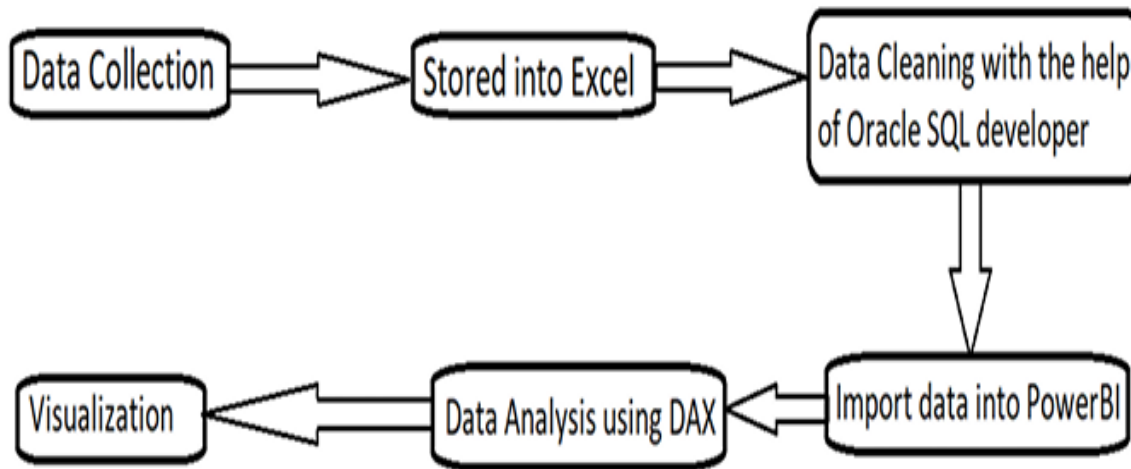 Data Collection
Stored into Excel
Data Cleaning with the help
of Oracle SQL developer
Import data into PowerBI
Data Analysis using DAX
Visualization